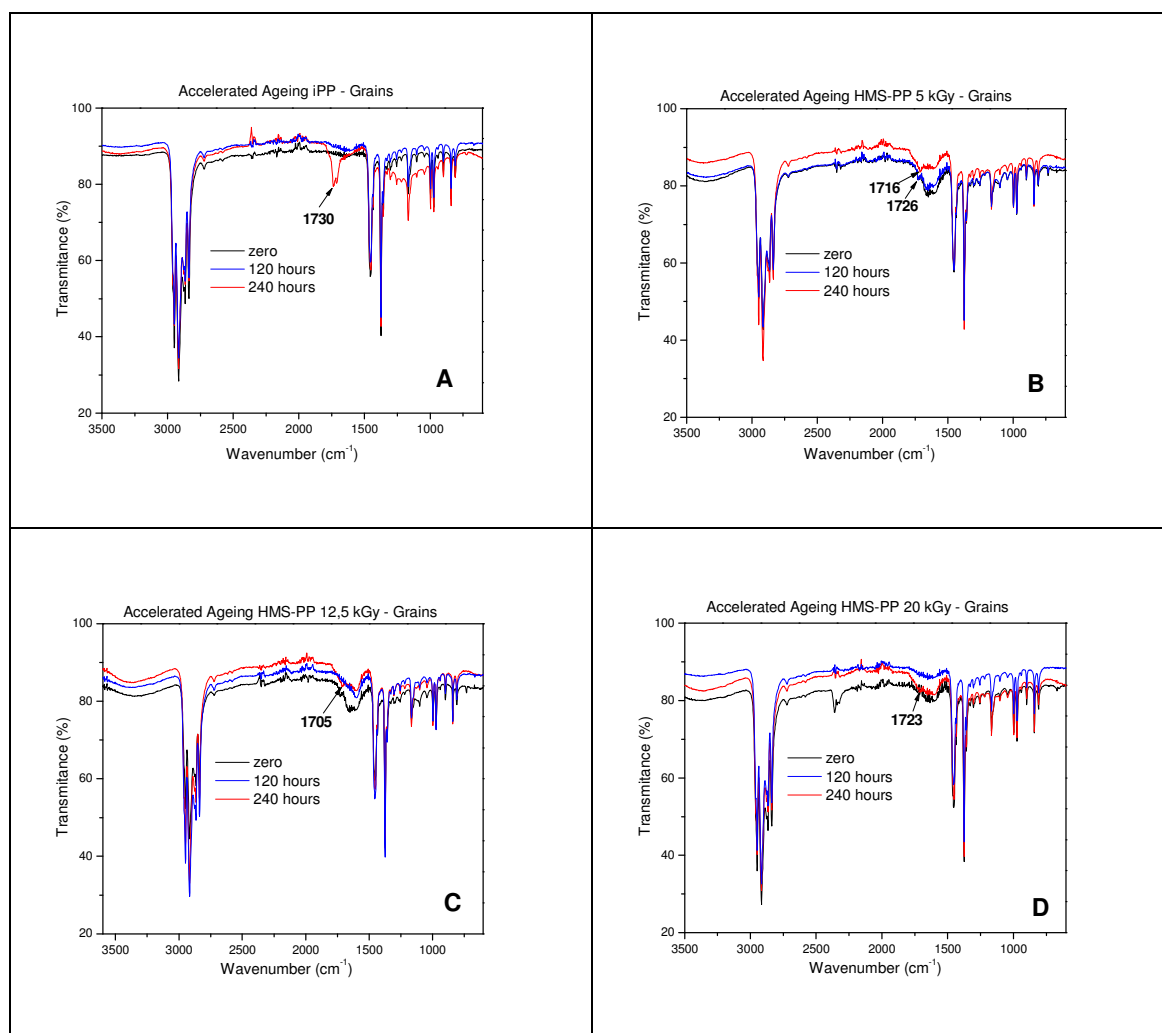 Accelerated Ageing iPP - Grains
100
80
60
40
20
Transmitance (%)
1730
zero
120 hours
240 hours
A
3500 3000 2500 2000 1500 1000
Wavenumber (cm-1)
Accelerated Ageing HMS-PP 5 kGy - Grains
100
80
60
40
20
Transmitance (%)
1716
1726
zero
120 hours
240 hours
B
3500 3000 2500 2000 1500 1000
Wavenumber (cm-1)
Accelerated Ageing HMS-PP 12,5 kGy - Grains
100
80
60
40
20
Transmitance (%)
1705
zero
120 hours
240 hours
C
3500 3000 2500 2000 1500 1000
Wavenumber (cm-1)
Accelerated Ageing HMS-PP 20 kGy - Grains
100
80
60
40
20
Transmitance (%)
1723
zero
120 hours
240 hours
D
3500 3000 2500 2000 1500 1000
Wavenumber (cm-1)